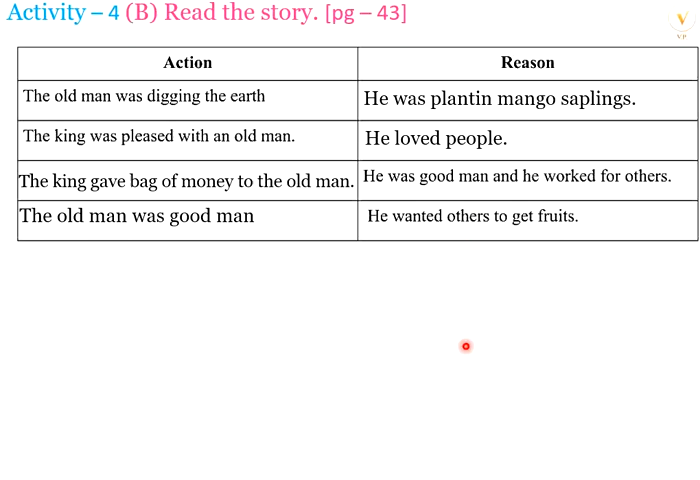 Activity – 4 (B) Read the story. [pg – 43]
V
VP
Action Reason
The old man was digging the earth He was plantin mango saplings.
The king was pleased with an old man. He loved people.
The king gave bag of money to the old man. He was good man and he worked for others.
The old man was good man He wanted others to get fruits.